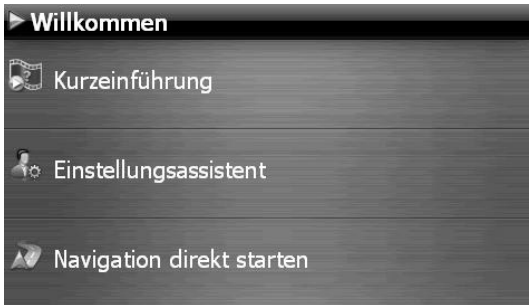 Willkommen
Kurzeinführung
Einstellungsassistent
Navigation direkt starten